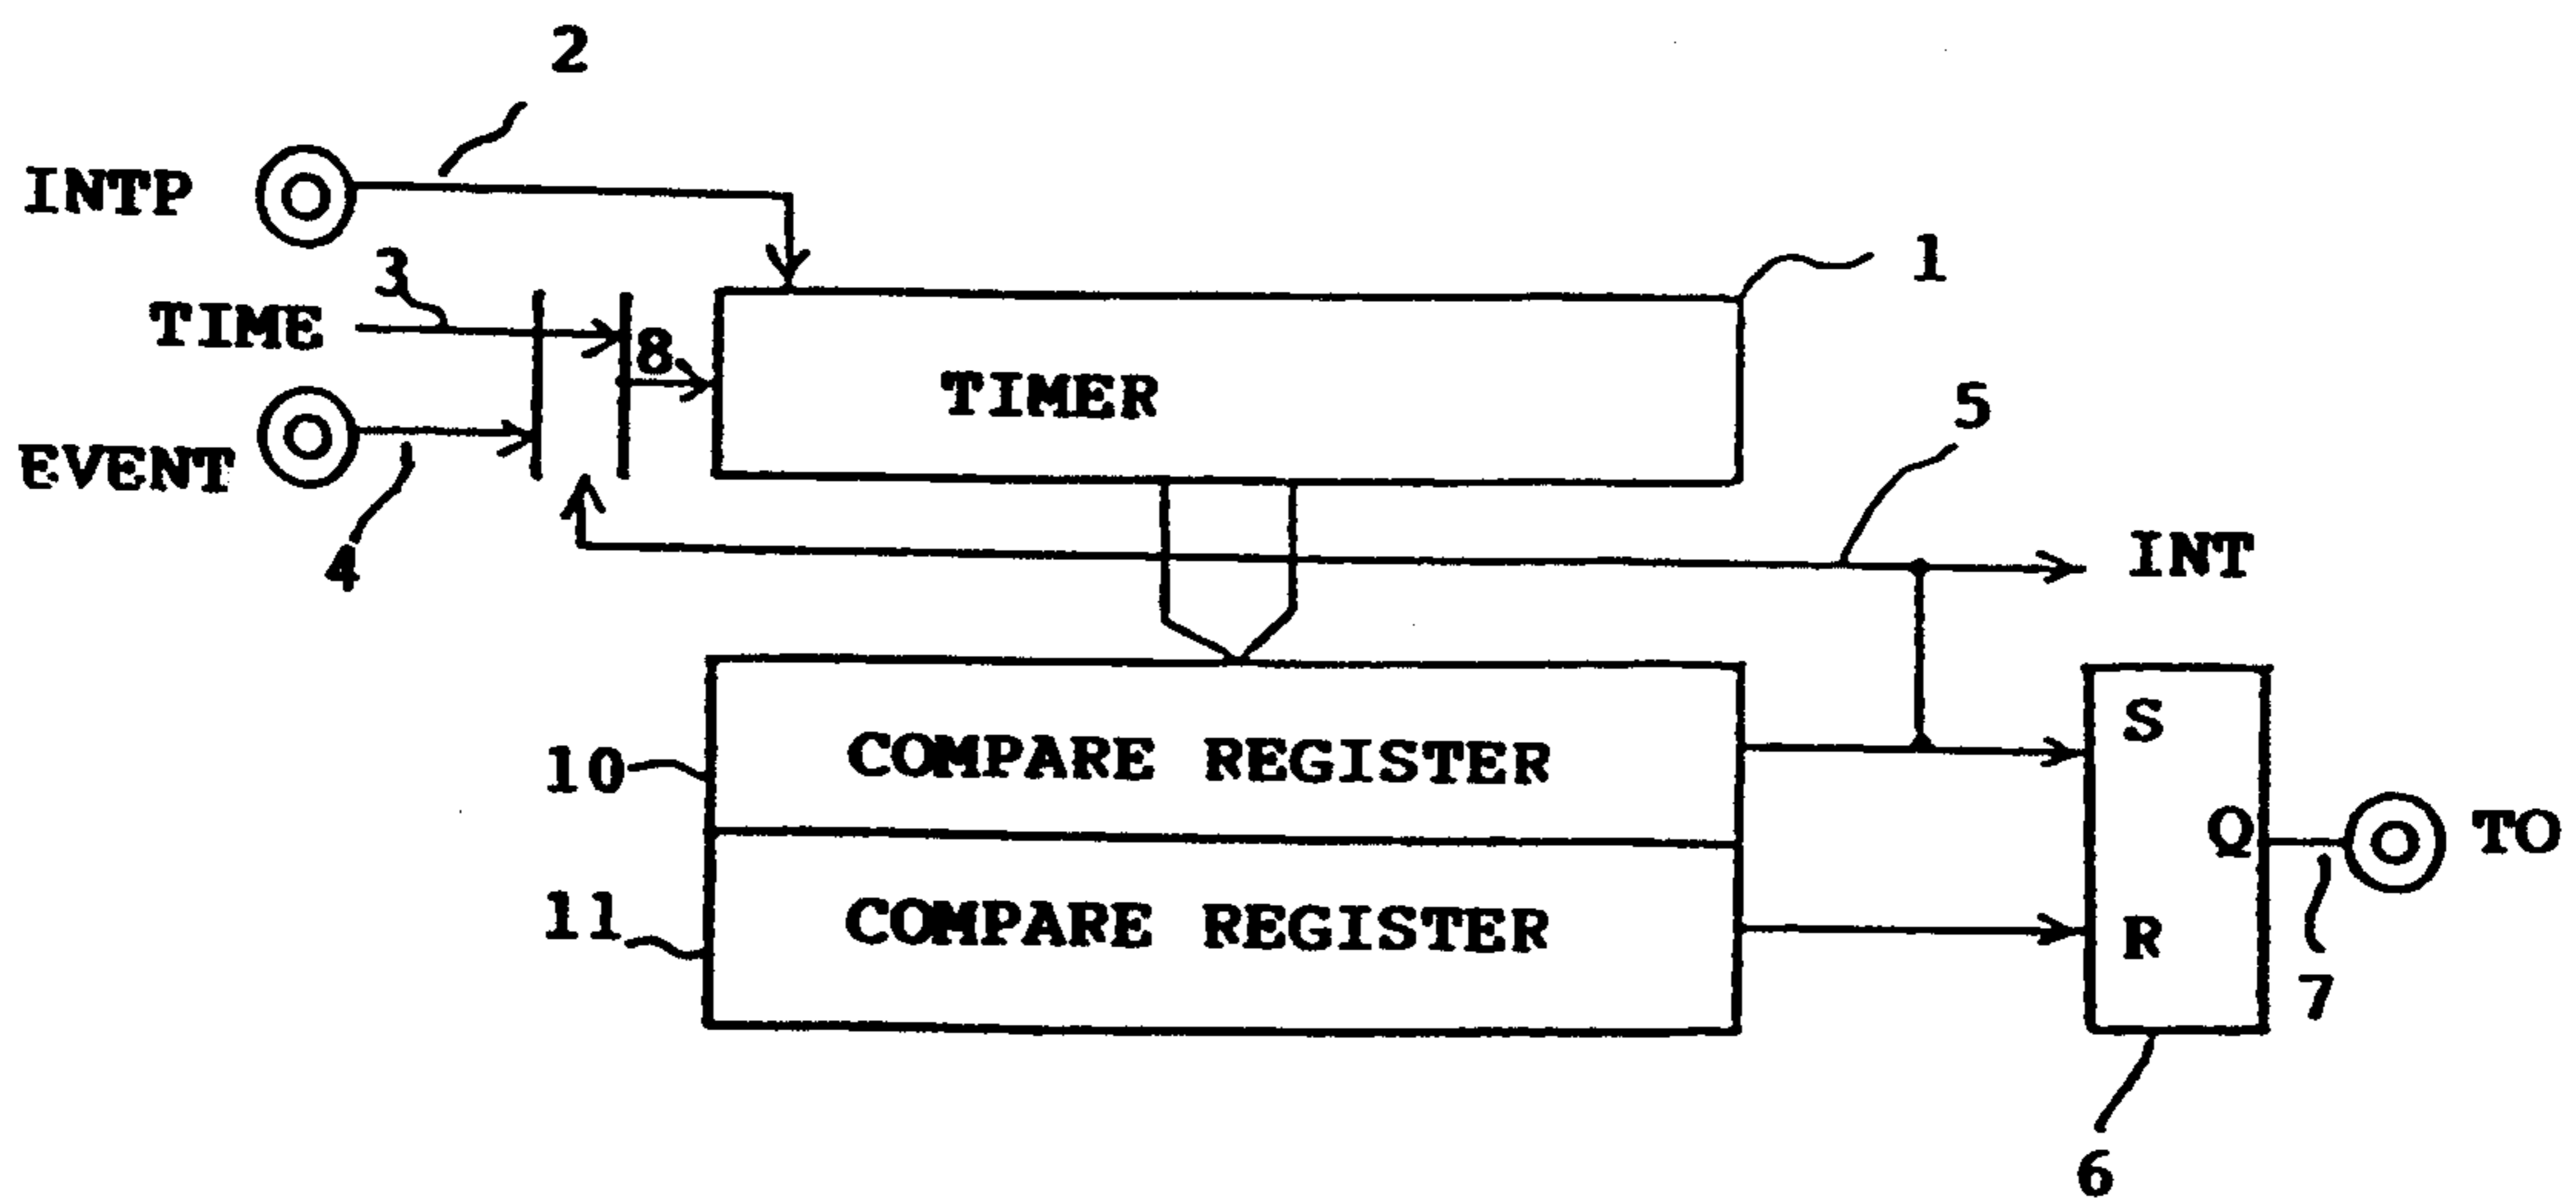 2
INTP
1
3
TIME
8
TIMER
5
EVENT
4
INT
10
COMPARE REGISTER
S
Q
TO
11
COMPARE REGISTER
R
7
6